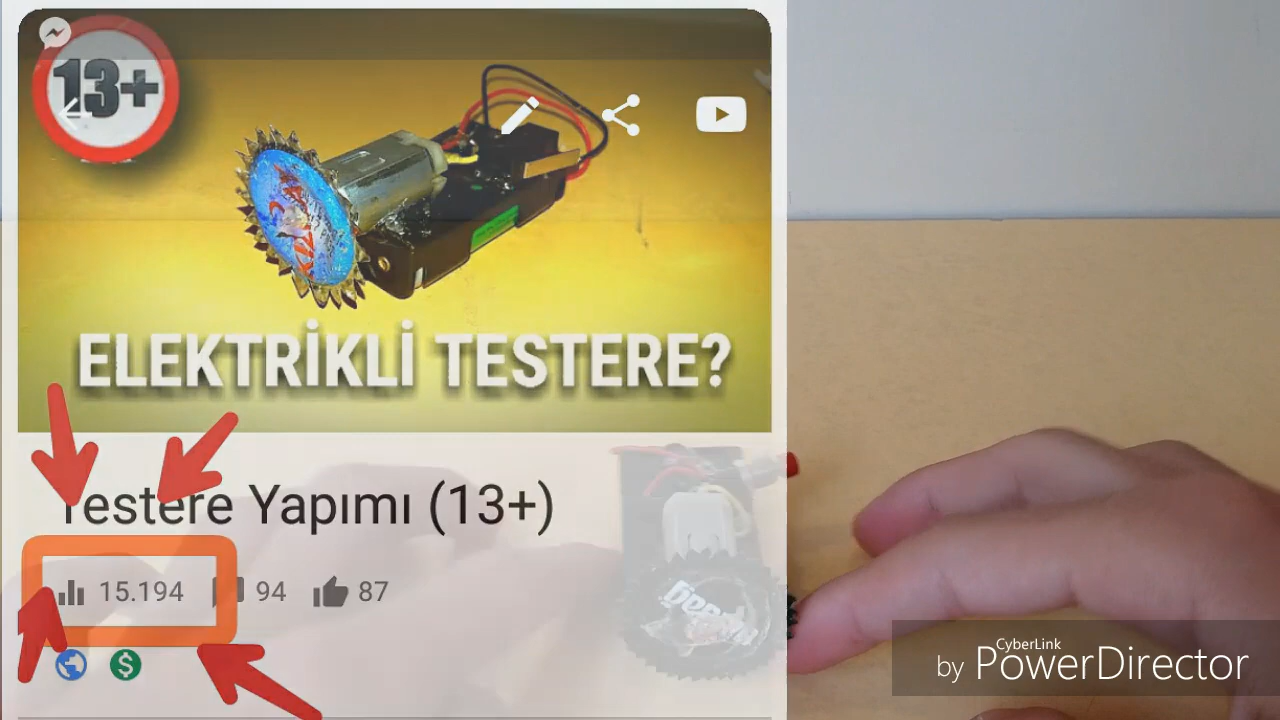 13+
ELEKTRİKLİ TESTERE?
Testere Yapımı (13+)
15.194 94 87
CyberLink
by PowerDirector